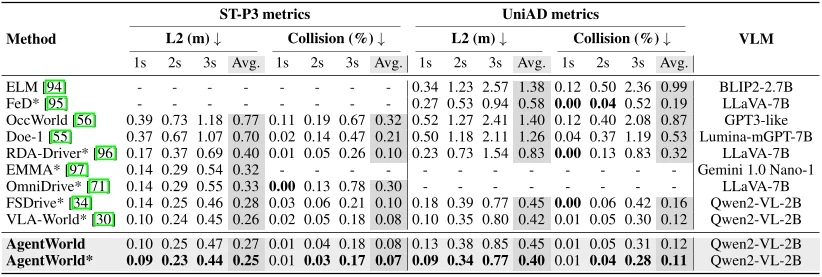 ST-P3 metrics UniAD metrics
Method L2 (m) ↓ Collision (%) ↓ L2 (m) ↓ Collision (%) ↓ VLM
1s 2s 3s Avg. 1s 2s 3s Avg. 1s 2s 3s Avg. 1s 2s 3s Avg.
ELM [94] - - - - - - - - 0.34 1.23 2.57 1.38 0.12 0.50 2.36 0.99 BLIP2-2.7B
FeD* [95] - - - - - - - - 0.27 0.53 0.94 0.58 0.00 0.04 0.52 0.19 LLaVA-7B
OccWorld [56] 0.39 0.73 1.18 0.77 0.11 0.19 0.67 0.32 0.52 1.27 2.41 1.40 0.12 0.40 2.08 0.87 GPT3-like
Doe-1 [55] 0.37 0.67 1.07 0.70 0.02 0.14 0.47 0.21 0.50 1.18 2.11 1.26 0.04 0.37 1.19 0.53 Lumina-mGPT-7B
RDA-Driver* [96] 0.17 0.37 0.69 0.40 0.01 0.05 0.26 0.10 0.23 0.73 1.54 0.83 0.00 0.13 0.83 0.32 LLaVA-7B
EMMA* [97] 0.14 0.29 0.54 0.32 - - - - - - - - - - - - Gemini 1.0 Nano-1
OmniDrive* [71] 0.14 0.29 0.55 0.33 0.00 0.13 0.78 0.30 - - - - - - - - LLaVA-7B
FSDrive* [34] 0.14 0.25 0.46 0.28 0.03 0.06 0.21 0.10 0.18 0.39 0.77 0.45 0.00 0.06 0.42 0.16 Qwen2-VL-2B
VLA-World* [30] 0.10 0.24 0.45 0.26 0.02 0.05 0.18 0.08 0.10 0.35 0.80 0.42 0.01 0.05 0.30 0.12 Qwen2-VL-2B
AgentWorld 0.10 0.25 0.47 0.27 0.01 0.04 0.18 0.08 0.13 0.38 0.85 0.45 0.01 0.05 0.31 0.12 Qwen2-VL-2B
AgentWorld* 0.09 0.23 0.44 0.25 0.01 0.03 0.17 0.07 0.09 0.34 0.77 0.40 0.01 0.04 0.28 0.11 Qwen2-VL-2B